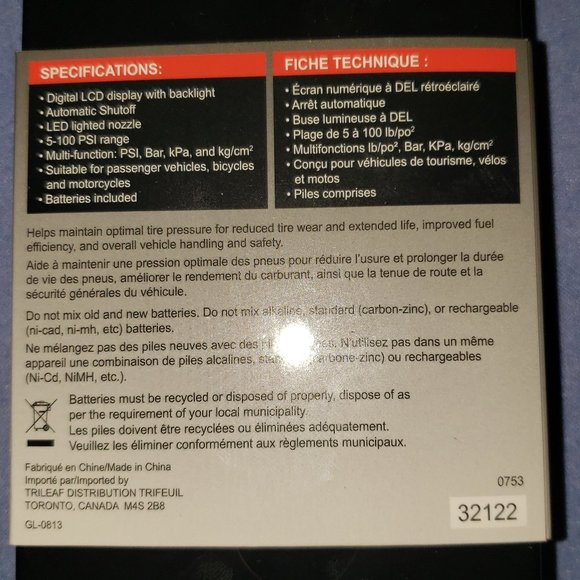 SPECIFICATIONS:
• Digital LCD display with backlight
• Automatic Shutoff
• LED lighted nozzle
• 5-100 PSI range
• Multi-function: PSI, Bar, kPa, and kg/cm²
• Suitable for passenger vehicles, bicycles
and motorcycles
• Batteries included
FICHE TECHNIQUE :
• Écran numérique à DEL rétroéclairé
• Arrêt automatique
• Buse lumineuse à DEL
• Plage de 5 à 100 lb/po²
• Multifonctions lb/po², Bar, KPa, kg/cm²
• Conçu pour véhicules de tourisme, vélos
et motos
• Piles comprises
Helps maintain optimal tire pressure for reduced tire wear and extended life, improved fuel
efficiency, and overall vehicle handling and safety.
Aide à maintenir une pression optimale des pneus pour réduire l'usure et prolonger la durée
de vie des pneus, améliorer le rendement du carburant, ainsi que la tenue de route et la
sécurité générales du véhicule.
Do not mix old and new batteries. Do not mix alkaline, standard (carbon-zinc), or rechargeable
(ni-cad, ni-mh, etc) batteries.
Ne mélangez pas des piles neuves avec des N'utilisez pas dans un même
appareil une combinaison de piles alcalines, ou rechargeables
(Ni-Cd, NiMH, etc.).
Batteries must be recycled or disposed of properly, dispose of as
per the requirement of your local municipality.
Les piles doivent être recyclées ou éliminées adéquatement.
Veuillez les éliminer conformément aux règlements municipaux.
Fabriqué en Chine/Made in China
Importé par/Imported by
TRILEAF DISTRIBUTION TRIFEUIL
TORONTO, CANADA M4S 2B8
GL-0813
0753
32122